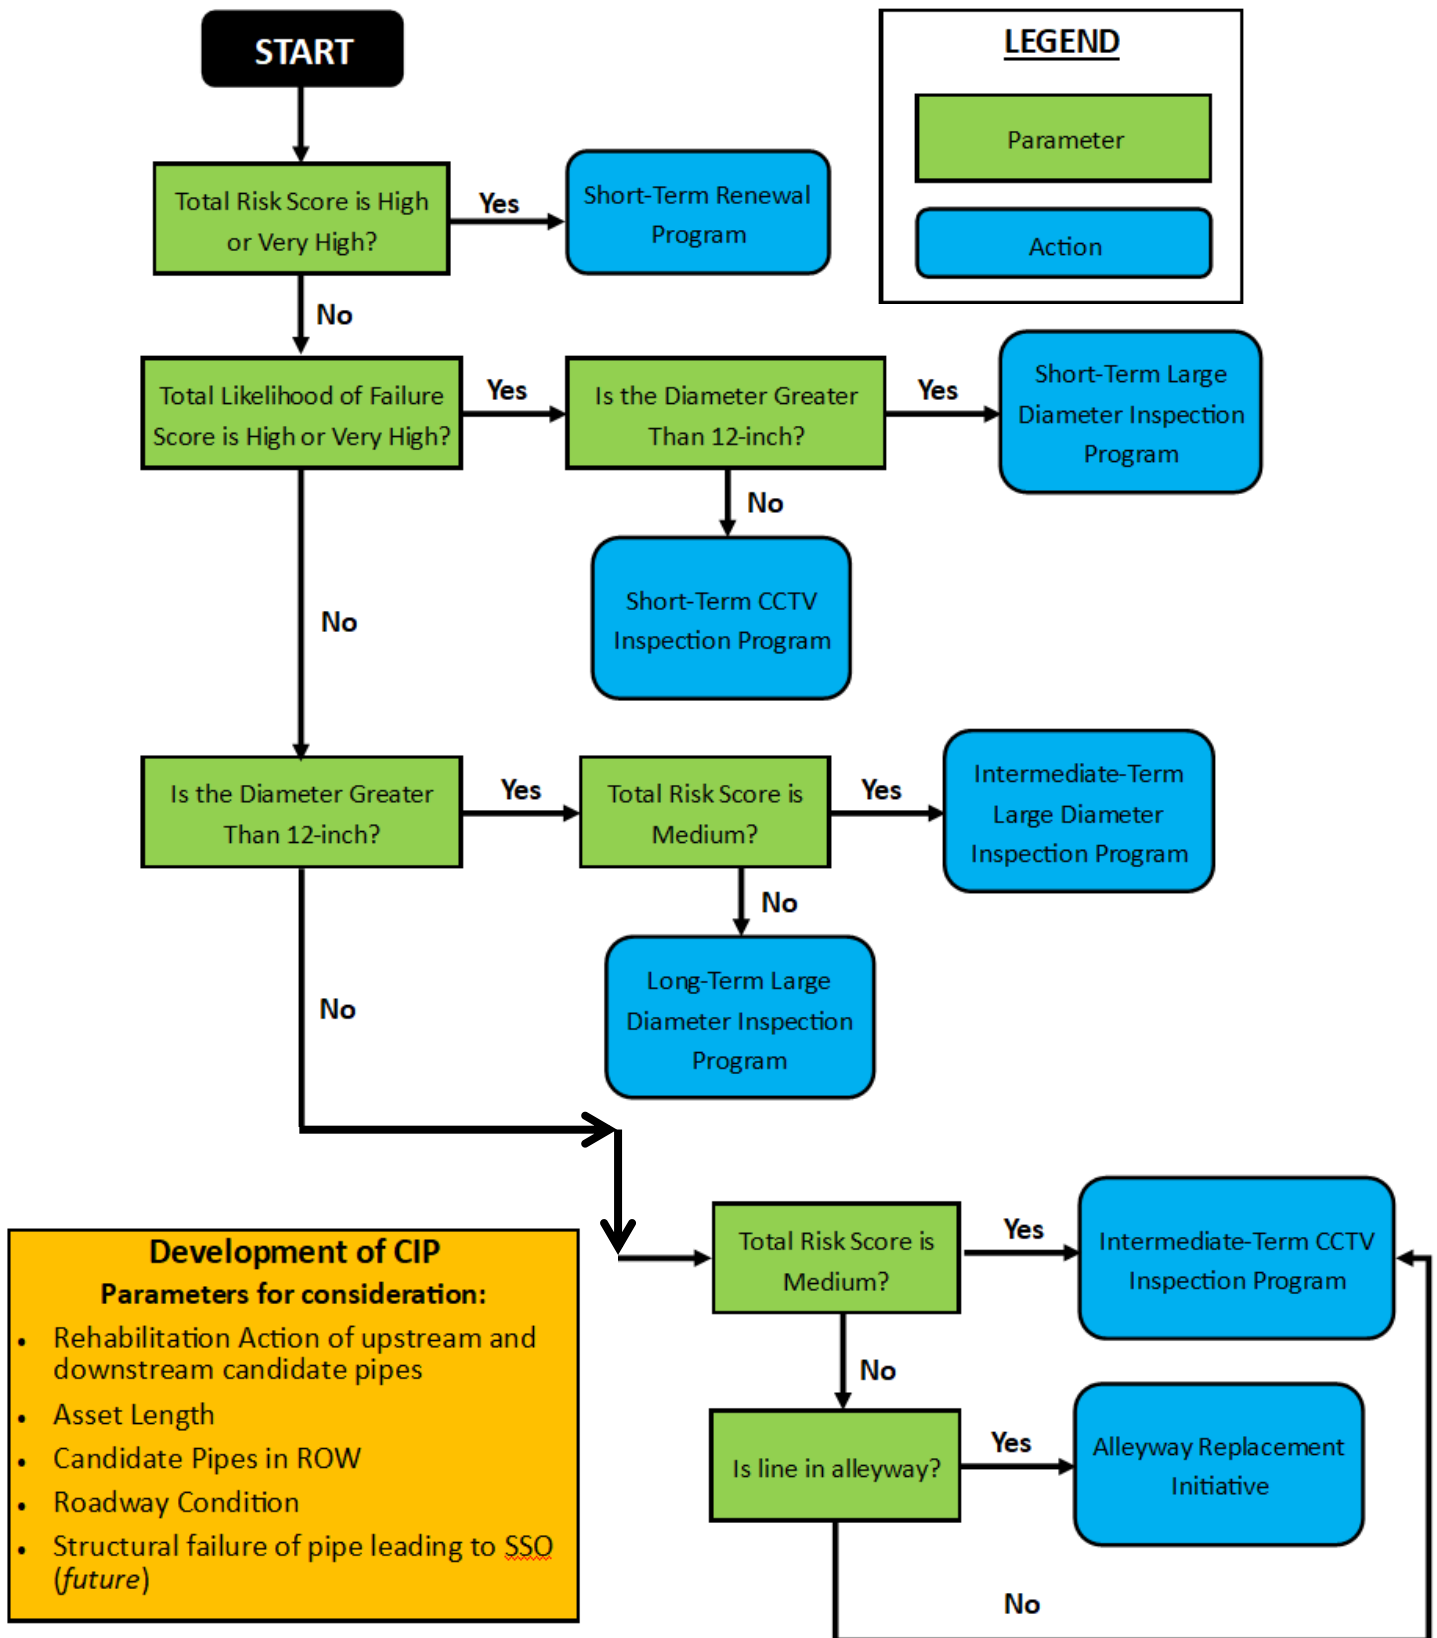 START
LEGEND
Parameter
Action
Total Risk Score is High
or Very High?
Yes
Short-Term Renewal
Program
No
Total Likelihood of Failure
Score is High or Very High?
Yes
Is the Diameter Greater
Than 12-inch?
Yes
Short-Term Large
Diameter Inspection
Program
No
Short-Term CCTV
Inspection Program
No
Is the Diameter Greater
Than 12-inch?
Yes
Total Risk Score is
Medium?
Yes
Intermediate-Term
Large Diameter
Inspection Program
No
Long-Term Large
Diameter Inspection
Program
No
Total Risk Score is
Medium?
Yes
Intermediate-Term CCTV
Inspection Program
No
Is line in alleyway?
Yes
Alleyway Replacement
Initiative
No
Development of CIP
Parameters for consideration:
• Rehabilitation Action of upstream and
downstream candidate pipes
• Asset Length
• Candidate Pipes in ROW
• Roadway Condition
• Structural failure of pipe leading to SSO
(future)